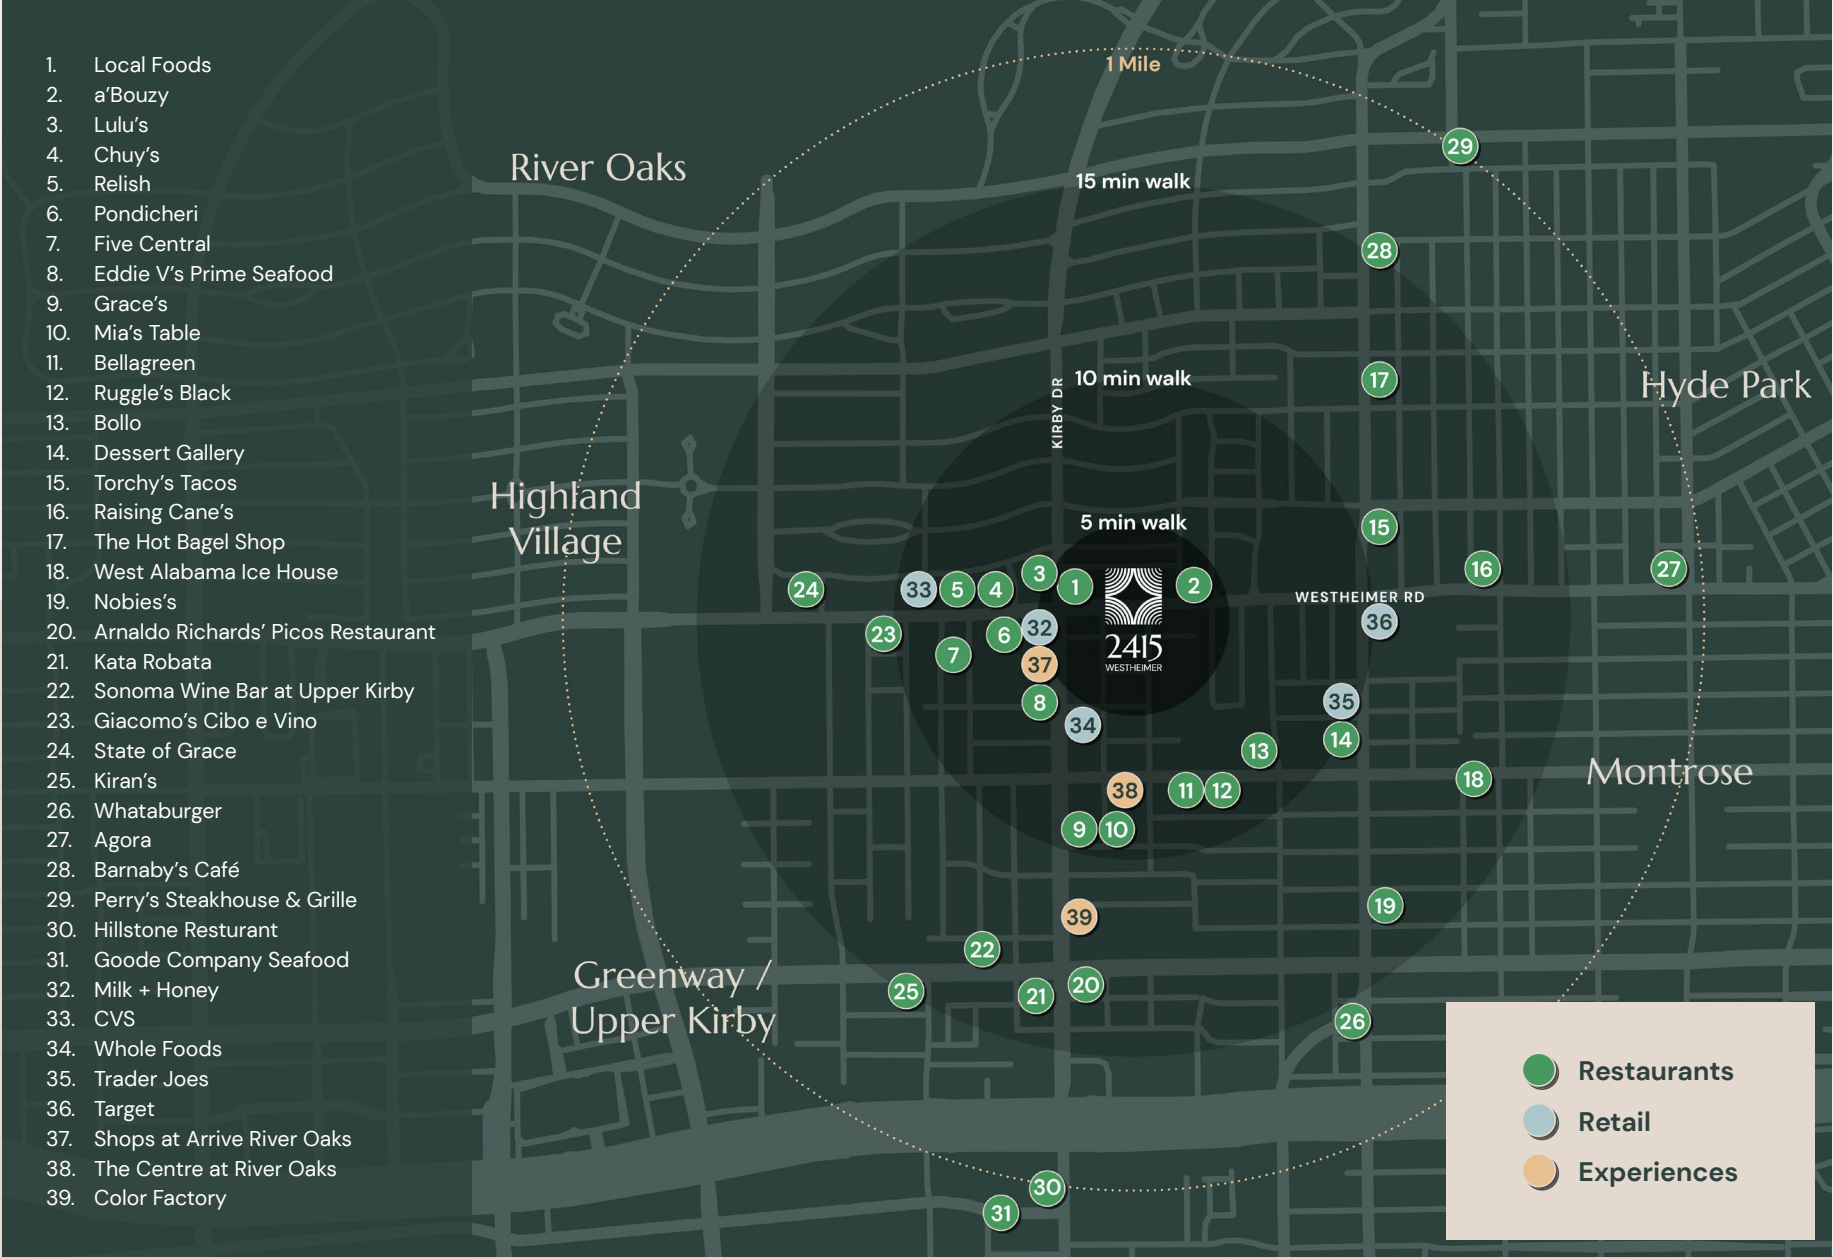 1. Local Foods
2. a'Bouzy
3. Lulu's
4. Chuy's
5. Relish
6. Pondicheri
7. Five Central
8. Eddie V's Prime Seafood
9. Grace's
10. Mia's Table
11. Bellagreen
12. Ruggle's Black
13. Bollo
14. Dessert Gallery
15. Torchy's Tacos
16. Raising Cane's
17. The Hot Bagel Shop
18. West Alabama Ice House
19. Nobies's
20. Arnaldo Richards' Picos Restaurant
21. Kata Robata
22. Sonoma Wine Bar at Upper Kirby
23. Giacomo's Cibo e Vino
24. State of Grace
25. Kiran's
26. Whataburger
27. Agora
28. Barnaby's Café
29. Perry's Steakhouse & Grille
30. Hillstone Resturant
31. Goode Company Seafood
32. Milk + Honey
33. CVS
34. Whole Foods
35. Trader Joes
36. Target
37. Shops at Arrive River Oaks
38. The Centre at River Oaks
39. Color Factory
1 Mile
29
River Oaks
15 min walk
28
10 min walk
17
Hyde Park
KIRBY DR
Highland
Village
5 min walk
15
16
27
3
1
2
24
33
5
4
WESTHEIMER RD
36
23
6
32
7
37
2415
WESTHEIMER
8
35
34
14
13
18
Montrose
38
11
12
9
10
19
39
22
Greenway /
Upper Kirby
25
21
20
26
30
31
Restaurants
Retail
Experiences